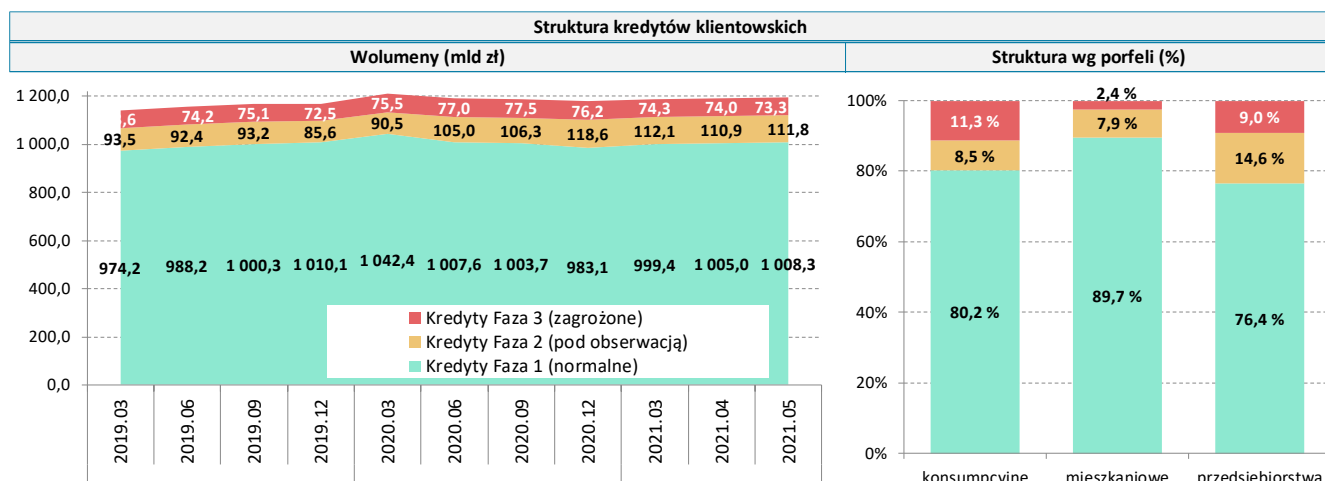 Struktura kredytów klientowskich
Wolumeny (mld zł)
Struktura wg porfeli (%)
1 200,0
1 000,0
800,0
600,0
400,0
200,0
0,0
,6 74,2 75,1 72,5 75,5 77,0 77,5 76,2 74,3 74,0 73,3
93,5 92,4 93,2 85,6 90,5 105,0 106,3 118,6 112,1 110,9 111,8
974,2 988,2 1 000,3 1 010,1 1 042,4 1 007,6 1 003,7 983,1 999,4 1 005,0 1 008,3
Kredyty Faza 3 (zagrożone)
Kredyty Faza 2 (pod obserwacją)
Kredyty Faza 1 (normalne)
2019.03 2019.06 2019.09 2019.12 2020.03 2020.06 2020.09 2020.12 2021.03 2021.04 2021.05
100%
80%
60%
40%
20%
0%
11,3 % 2,4 % 9,0 %
8,5 % 7,9 % 14,6 %
80,2 % 89,7 % 76,4 %
konsumpcyjne mieszkaniowe przedsiębiorstwa